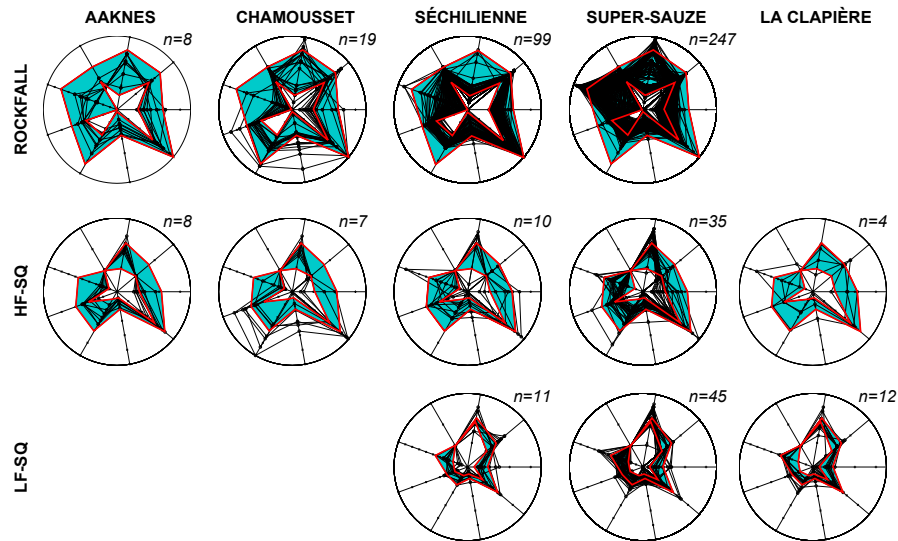 AAKNES CHAMOUSSET SÉCHILIENNE SUPER-SAUZE LA CLAPIÈRE
ROCKFALL n=8 n=19 n=99 n=247
HF-SQ n=8 n=7 n=10 n=35 n=4
LF-SQ n=11 n=45 n=12